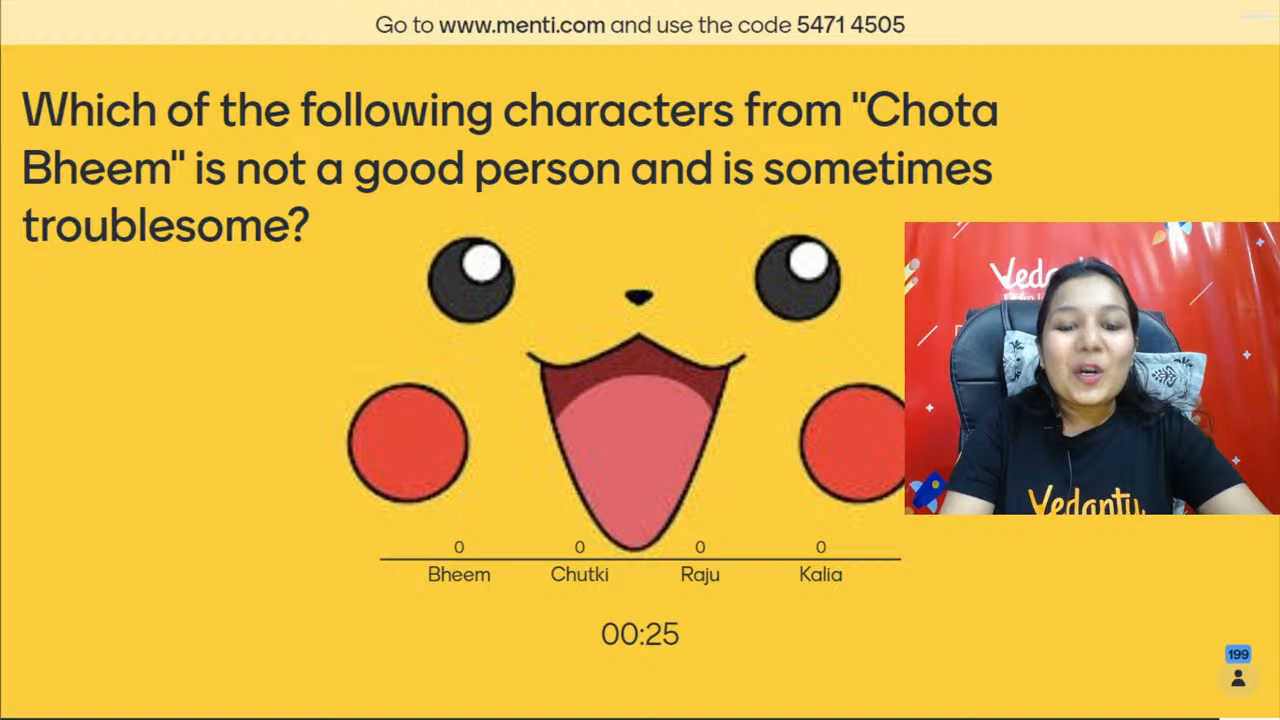 Go to www.menti.com and use the code 5471 4505
Which of the following characters from "Chota
Bheem" is not a good person and is sometimes
troublesome?
Vedantu
0 0 0 0
Bheem Chutki Raju Kalia
00:25
199